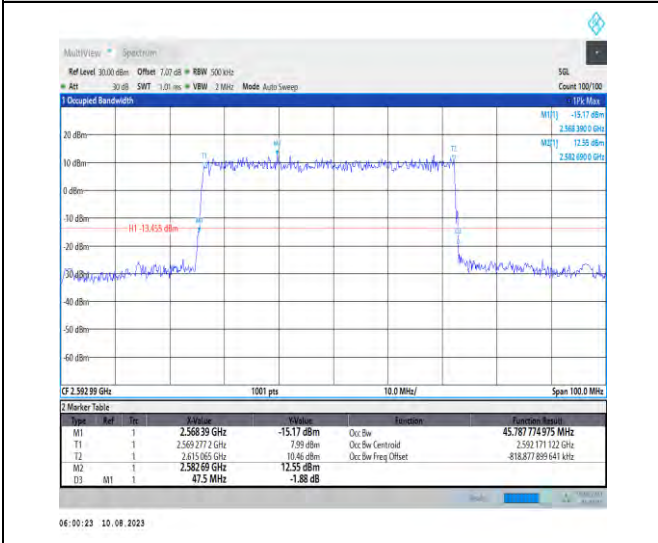 MultiView Spectrum
Ref Level 30.00 dBm Offset 7.07 dB RBW 500 kHz SGL
Att 30 dB SWT 1.01 ms VBW 2 MHz Mode Auto Sweep Count 100/100
1 Occupied Bandwidth 1Pk Max
M1[1] -15.17 dBm
2.568 390 0 GHz
M2[1] 12.55 dBm
2.582 690 0 GHz
20 dBm
10 dBm
0 dBm
-10 dBm
H1 -13.455 dBm
-20 dBm
-30 dBm
-40 dBm
-50 dBm
-60 dBm
T1
M2
T2
M1
D3
CF 2.592 99 GHz 1001 pts 10.0 MHz/ Span 100.0 MHz
2 Marker Table
Type Ref Trc X-Value Y-Value Function Function Result
M1 1 2.568 39 GHz -15.17 dBm Occ Bw 45.787 774 975 MHz
T1 1 2.569 277 2 GHz 7.99 dBm Occ Bw Centroid 2.592 171 122 GHz
T2 1 2.615 065 GHz 10.46 dBm Occ Bw Freq Offset -818.877 899 641 kHz
M2 1 2.582 69 GHz 12.55 dBm
D3 M1 1 47.5 MHz -1.88 dB
06:00:23 10.08.2023